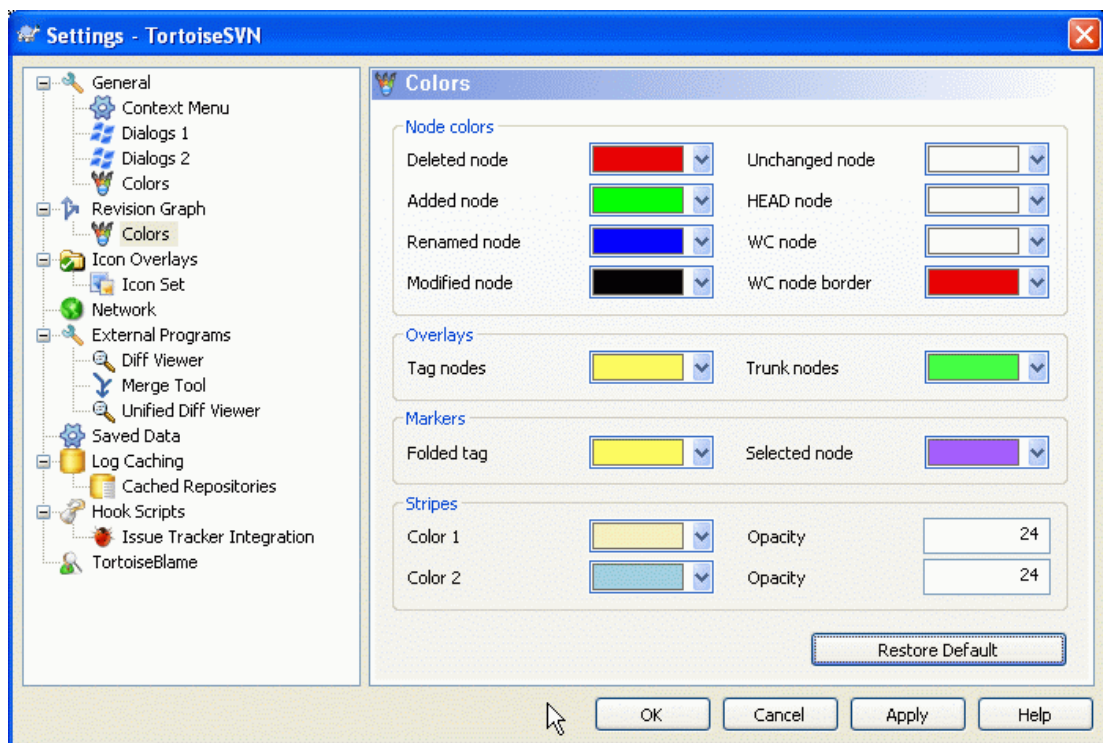 Settings - TortoiseSVN
General
Context Menu
Dialogs 1
Dialogs 2
Colors
Revision Graph
Colors
Icon Overlays
Icon Set
Network
External Programs
Diff Viewer
Merge Tool
Unified Diff Viewer
Saved Data
Log Caching
Cached Repositories
Hook Scripts
Issue Tracker Integration
TortoiseBlame
Colors
Node colors
Deleted node
Unchanged node
Added node
HEAD node
Renamed node
WC node
Modified node
WC node border
Overlays
Tag nodes
Trunk nodes
Markers
Folded tag
Selected node
Stripes
Color 1
Opacity
24
Color 2
Opacity
24
Restore Default
OK
Cancel
Apply
Help